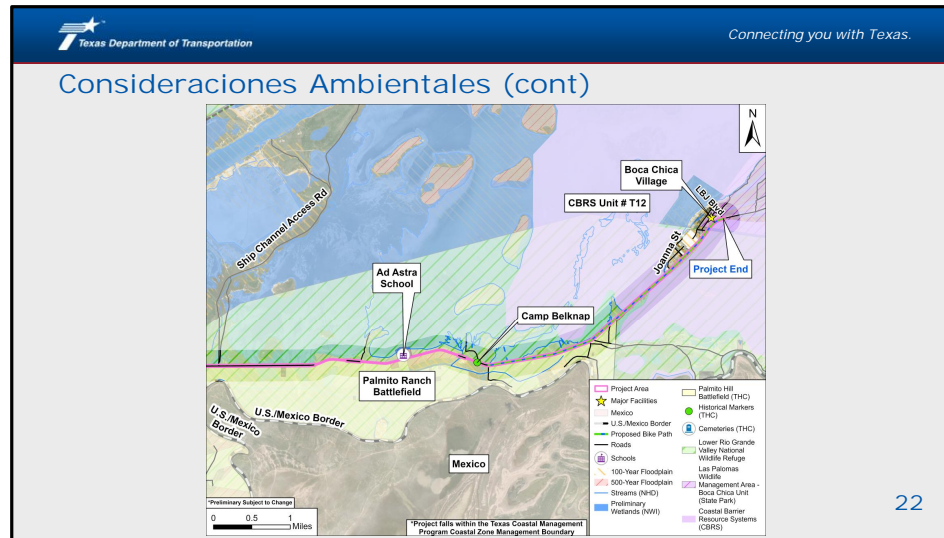 Texas Department of Transportation
Connecting you with Texas.
Consideraciones Ambientales (cont)
N
Boca Chica
Village
LBJ Blvd
CBRS Unit # T12
Ship Channel Access Rd
Joanna St
Project End
Ad Astra
School
Camp Belknap
Palmito Ranch
Battlefield
U.S./Mexico Border
U.S./Mexico
Border
Mexico
Project Area
Major Facilities
Mexico
U.S./Mexico Border
Proposed Bike Path
Roads
Schools
100-Year Floodplain
500-Year Floodplain
Streams (NHD)
Preliminary
Wetlands (NWI)
Palmito Hill
Battlefield (THC)
Historical Markers
(THC)
Cemeteries (THC)
Lower Rio Grande
Valley National
Wildlife Refuge
Las Palomas
Wildlife
Management Area -
Boca Chica Unit
(State Park)
Coastal Barrier
Resource Systems
(CBRS)
*Preliminary Subject to Change
0 0.5 1
Miles
*Project falls within the Texas Coastal Management
Program Coastal Zone Management Boundary
22